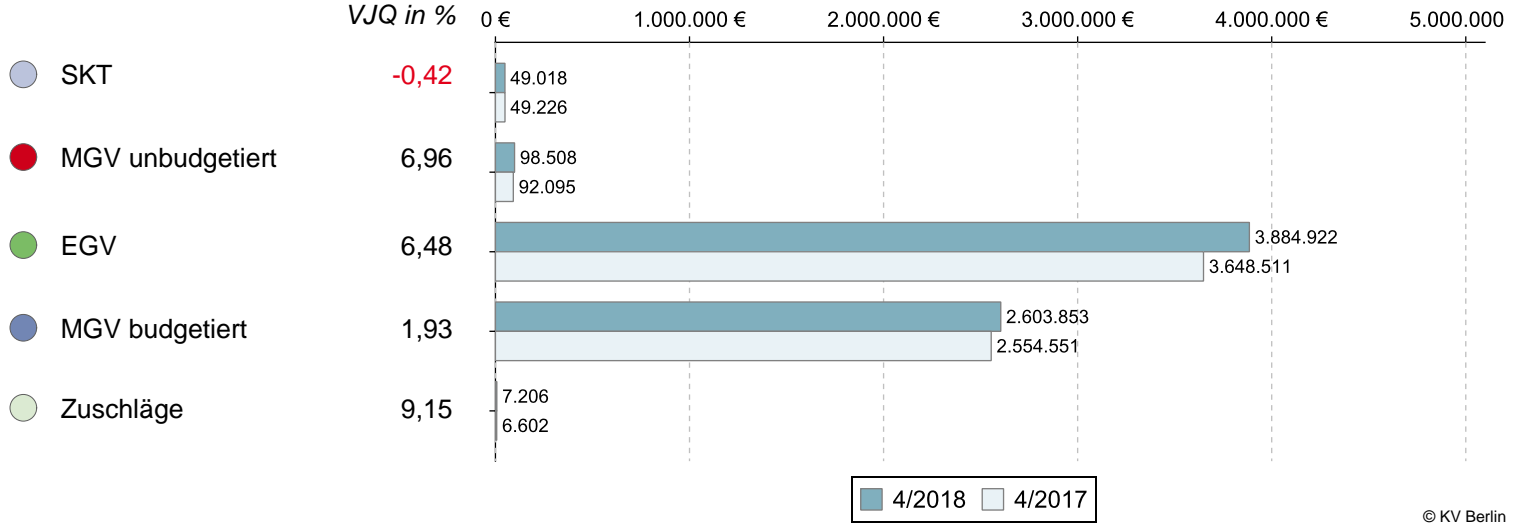 VJQ in % 0 € 1.000.000 € 2.000.000 € 3.000.000 € 4.000.000 € 5.000.000
SKT -0,42 49.018
49.226
MGV unbudgetiert 6,96 98.508
92.095
EGV 6,48 3.884.922
3.648.511
MGV budgetiert 1,93 2.603.853
2.554.551
Zuschläge 9,15 7.206
6.602
4/2018 4/2017
© KV Berlin